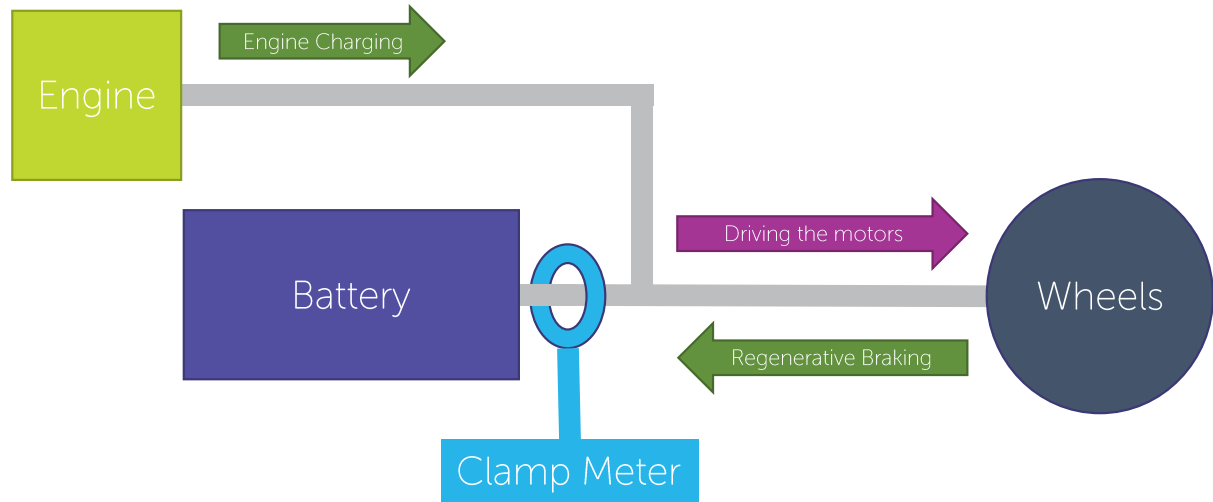 Engine Charging
Engine
Driving the motors
Battery
Wheels
Regenerative Braking
Clamp Meter